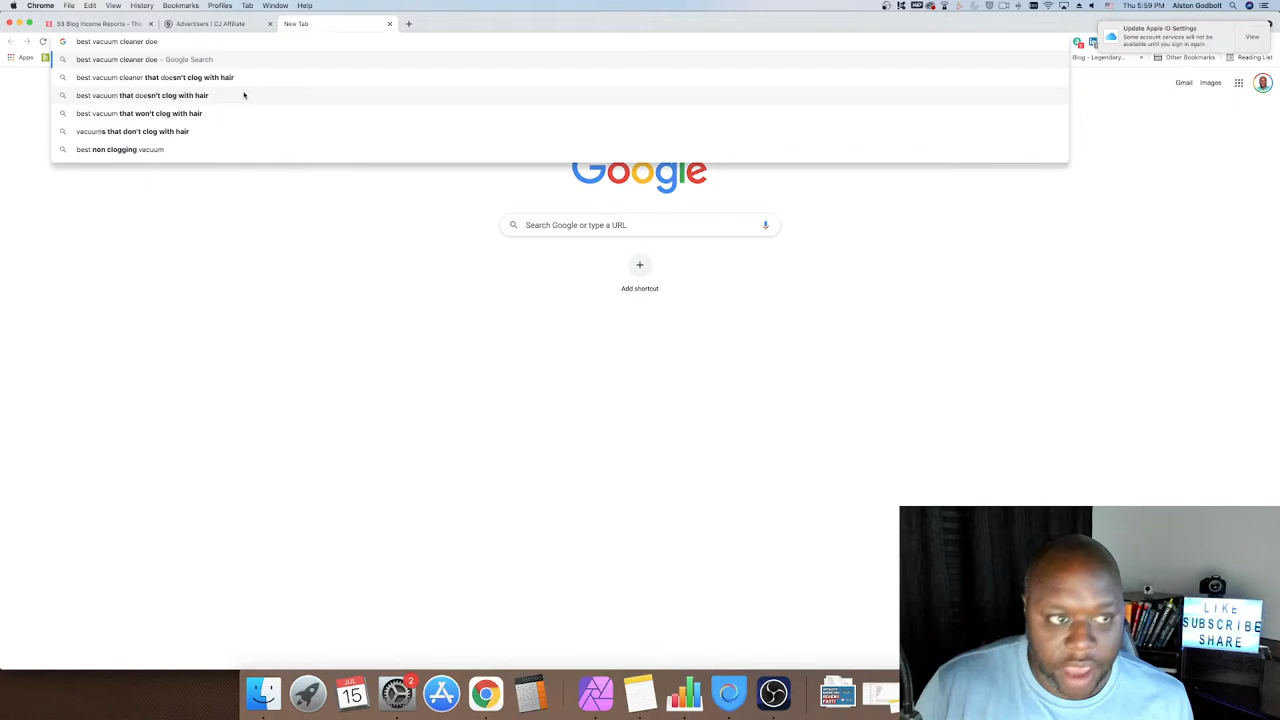 Chrome File Edit View History Bookmarks Profiles Tab Window Help
Thu 5:59 PM Alston Godbolt
53 Blog Income Reports - The
Advertisers | CJ Affiliate
New Tab
best vacuum cleaner doe
Update Apple ID Settings
Some account services will not be available until you sign in again.
View
Apps
Blog - Legendary...
Other Bookmarks
Reading List
best vacuum cleaner doe - Google Search
best vacuum cleaner that doesn't clog with hair
best vacuum that doesn't clog with hair
best vacuum that won't clog with hair
vacuums that don't clog with hair
best non clogging vacuum
Gmail Images
Google
Search Google or type a URL
Add shortcut
LIKE
SUBSCRIBE
SHARE
JUL
15
2